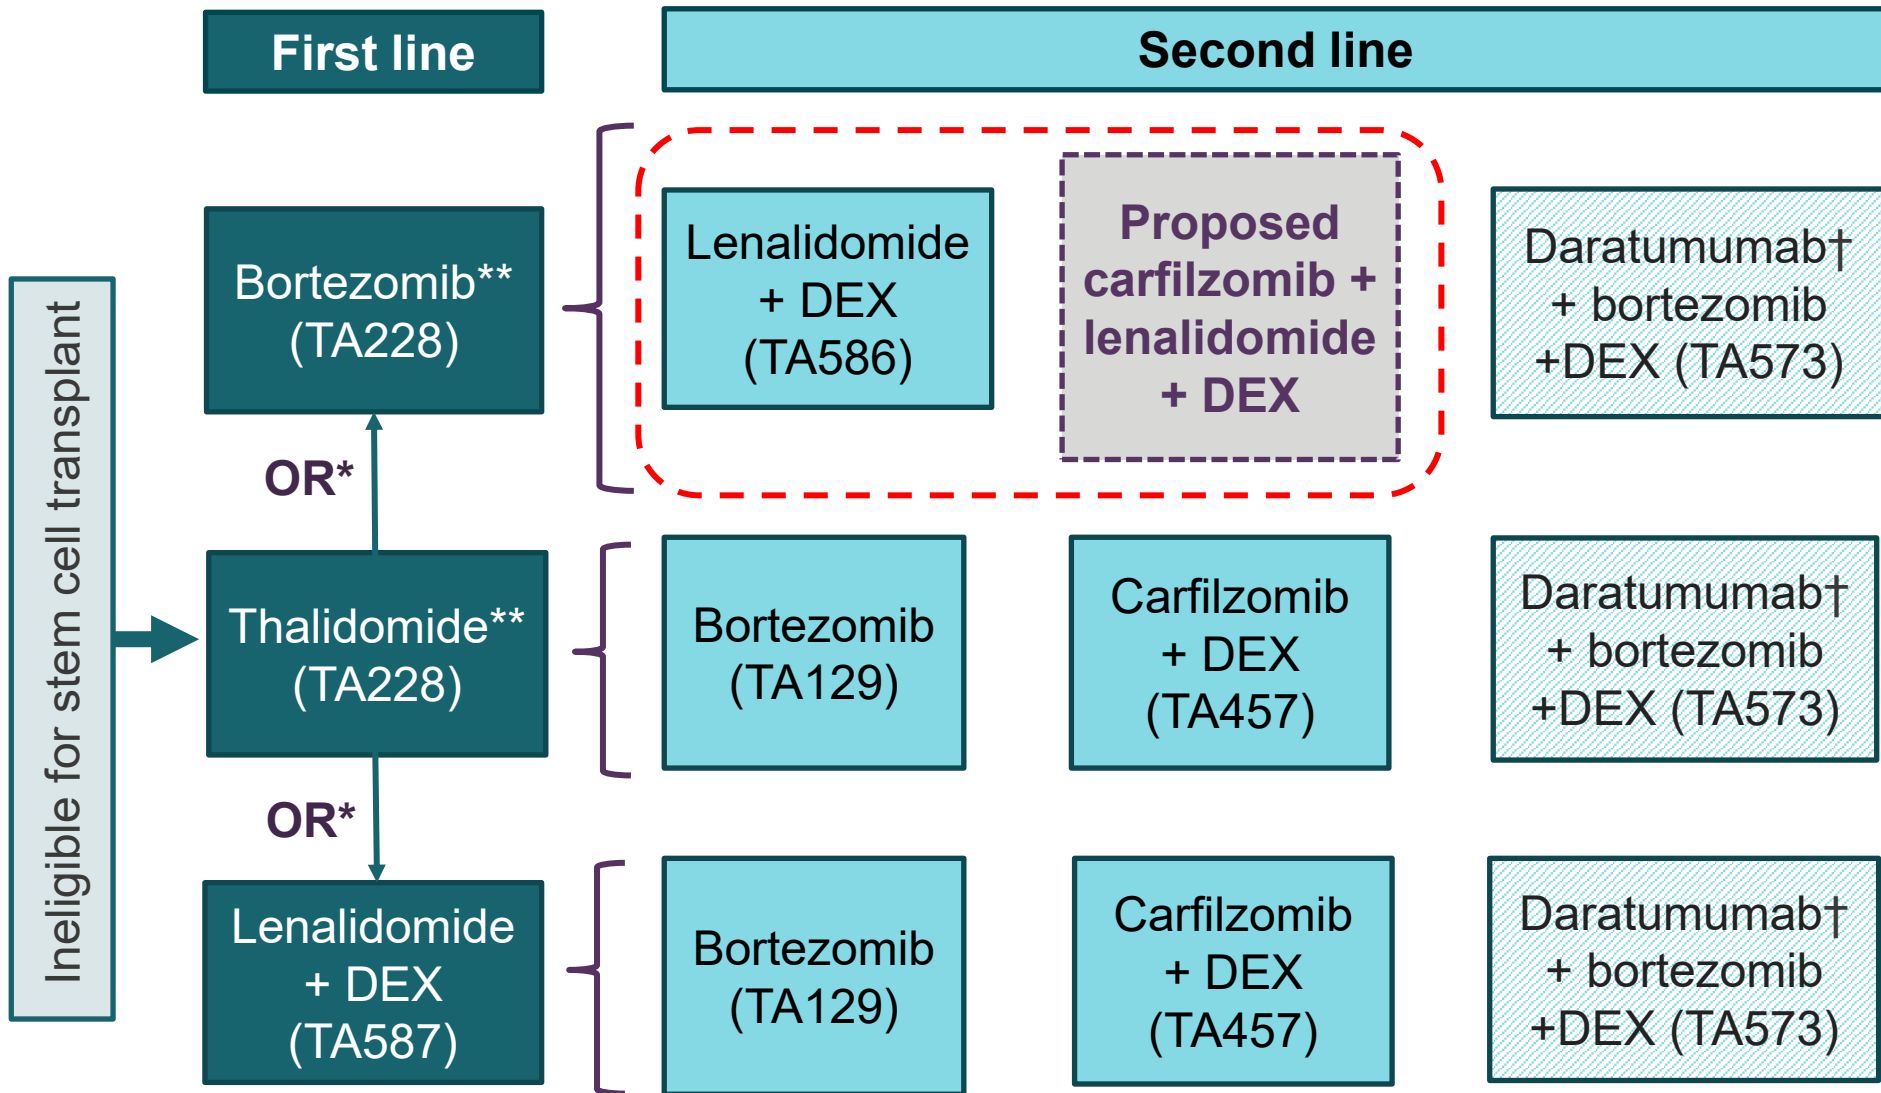 First line
Second line
Ineligible for stem cell transplant
Bortezomib**
(TA228)
Lenalidomide
+ DEX
(TA586)
Proposed
carfilzomib +
lenalidomide
+ DEX
Daratumumab†
+ bortezomib
+DEX (TA573)
OR*
Thalidomide**
(TA228)
Bortezomib
(TA129)
Carfilzomib
+ DEX
(TA457)
Daratumumab†
+ bortezomib
+DEX (TA573)
OR*
Lenalidomide
+ DEX
(TA587)
Bortezomib
(TA129)
Carfilzomib
+ DEX
(TA457)
Daratumumab†
+ bortezomib
+DEX (TA573)